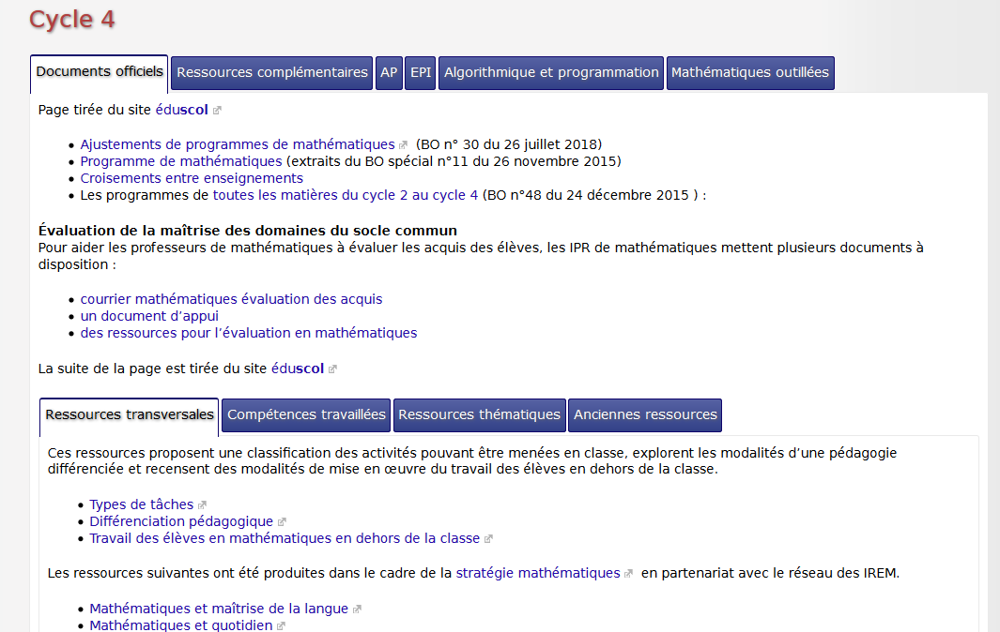 Cycle 4
Documents officiels Ressources complémentaires AP EPI Algorithmique et programmation Mathématiques outillées
Page tirée du site éduscol
Ajustements de programmes de mathématiques (BO n° 30 du 26 juillet 2018)
Programme de mathématiques (extraits du BO spécial n°11 du 26 novembre 2015)
Croisements entre enseignements
Les programmes de toutes les matières du cycle 2 au cycle 4 (BO n°48 du 24 décembre 2015 ) :
Évaluation de la maîtrise des domaines du socle commun
Pour aider les professeurs de mathématiques à évaluer les acquis des élèves, les IPR de mathématiques mettent plusieurs documents à
disposition :
courrier mathématiques évaluation des acquis
un document d’appui
des ressources pour l’évaluation en mathématiques
La suite de la page est tirée du site éduscol
Ressources transversales Compétences travaillées Ressources thématiques Anciennes ressources
Ces ressources proposent une classification des activités pouvant être menées en classe, explorent les modalités d’une pédagogie
différenciée et recensent des modalités de mise en œuvre du travail des élèves en dehors de la classe.
Types de tâches
Différenciation pédagogique
Travail des élèves en mathématiques en dehors de la classe
Les ressources suivantes ont été produites dans le cadre de la stratégie mathématiques en partenariat avec le réseau des IREM.
Mathématiques et maîtrise de la langue
Mathématiques et quotidien